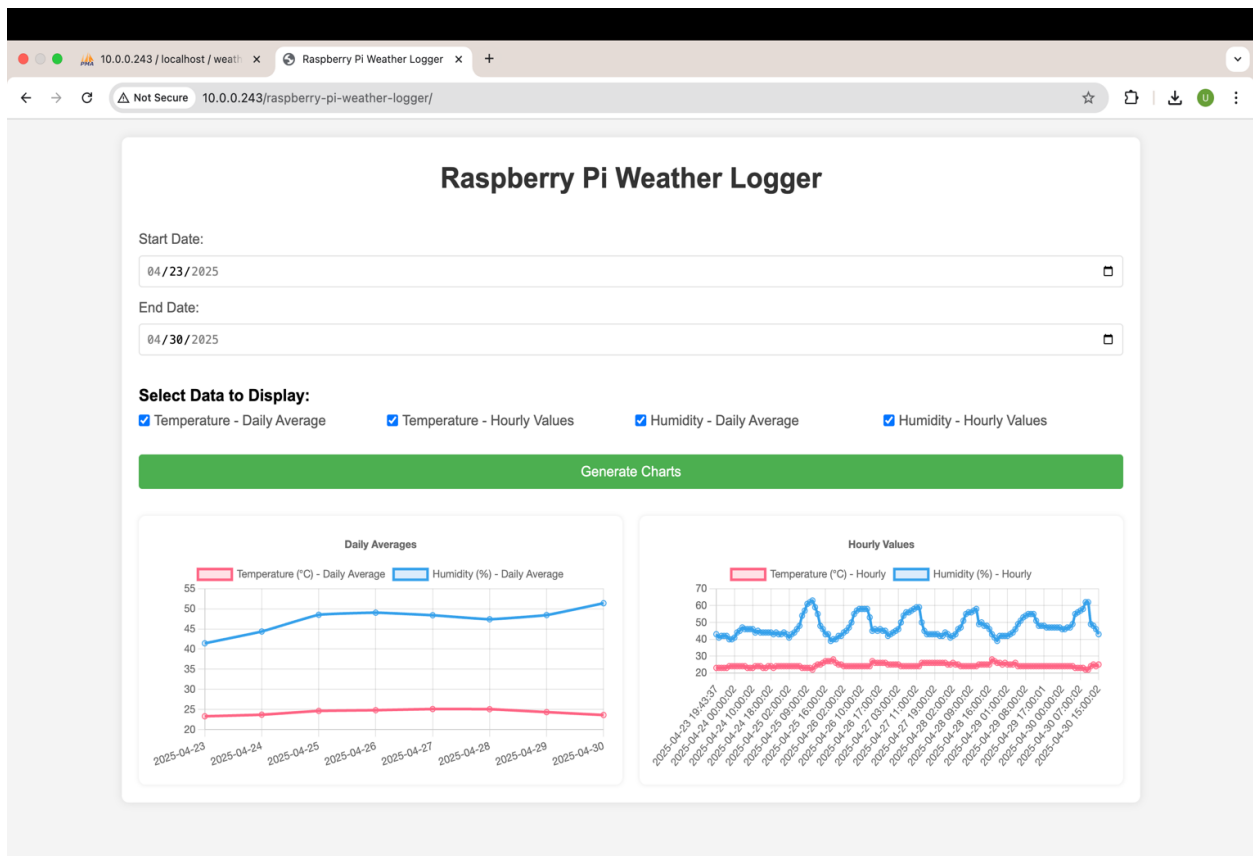 10.0.0.243 / localhost / weath
Raspberry Pi Weather Logger
Not Secure 10.0.0.243/raspberry-pi-weather-logger/
U
Raspberry Pi Weather Logger
Start Date:
04/23/2025
End Date:
04/30/2025
Select Data to Display:
Temperature - Daily Average Temperature - Hourly Values Humidity - Daily Average Humidity - Hourly Values
Generate Charts
Daily Averages
Temperature (°C) - Daily Average Humidity (%) - Daily Average
55
50
45
40
35
30
25
20
2025-04-23 2025-04-24 2025-04-25 2025-04-26 2025-04-27 2025-04-28 2025-04-29 2025-04-30
Hourly Values
Temperature (°C) - Hourly Humidity (%) - Hourly
70
60
50
40
30
20
2025-04-23 19:43:37
2025-04-24 00:00:02
2025-04-24 10:00:02
2025-04-24 18:00:02
2025-04-25 02:00:02
2025-04-25 09:00:02
2025-04-25 16:00:02
2025-04-26 02:00:02
2025-04-26 10:00:02
2025-04-26 17:00:02
2025-04-27 03:00:02
2025-04-27 11:00:02
2025-04-27 19:00:02
2025-04-28 02:00:02
2025-04-28 09:00:02
2025-04-28 16:00:02
2025-04-29 01:00:02
2025-04-29 08:00:02
2025-04-29 17:00:01
2025-04-30 00:00:02
2025-04-30 07:00:02
2025-04-30 15:00:02